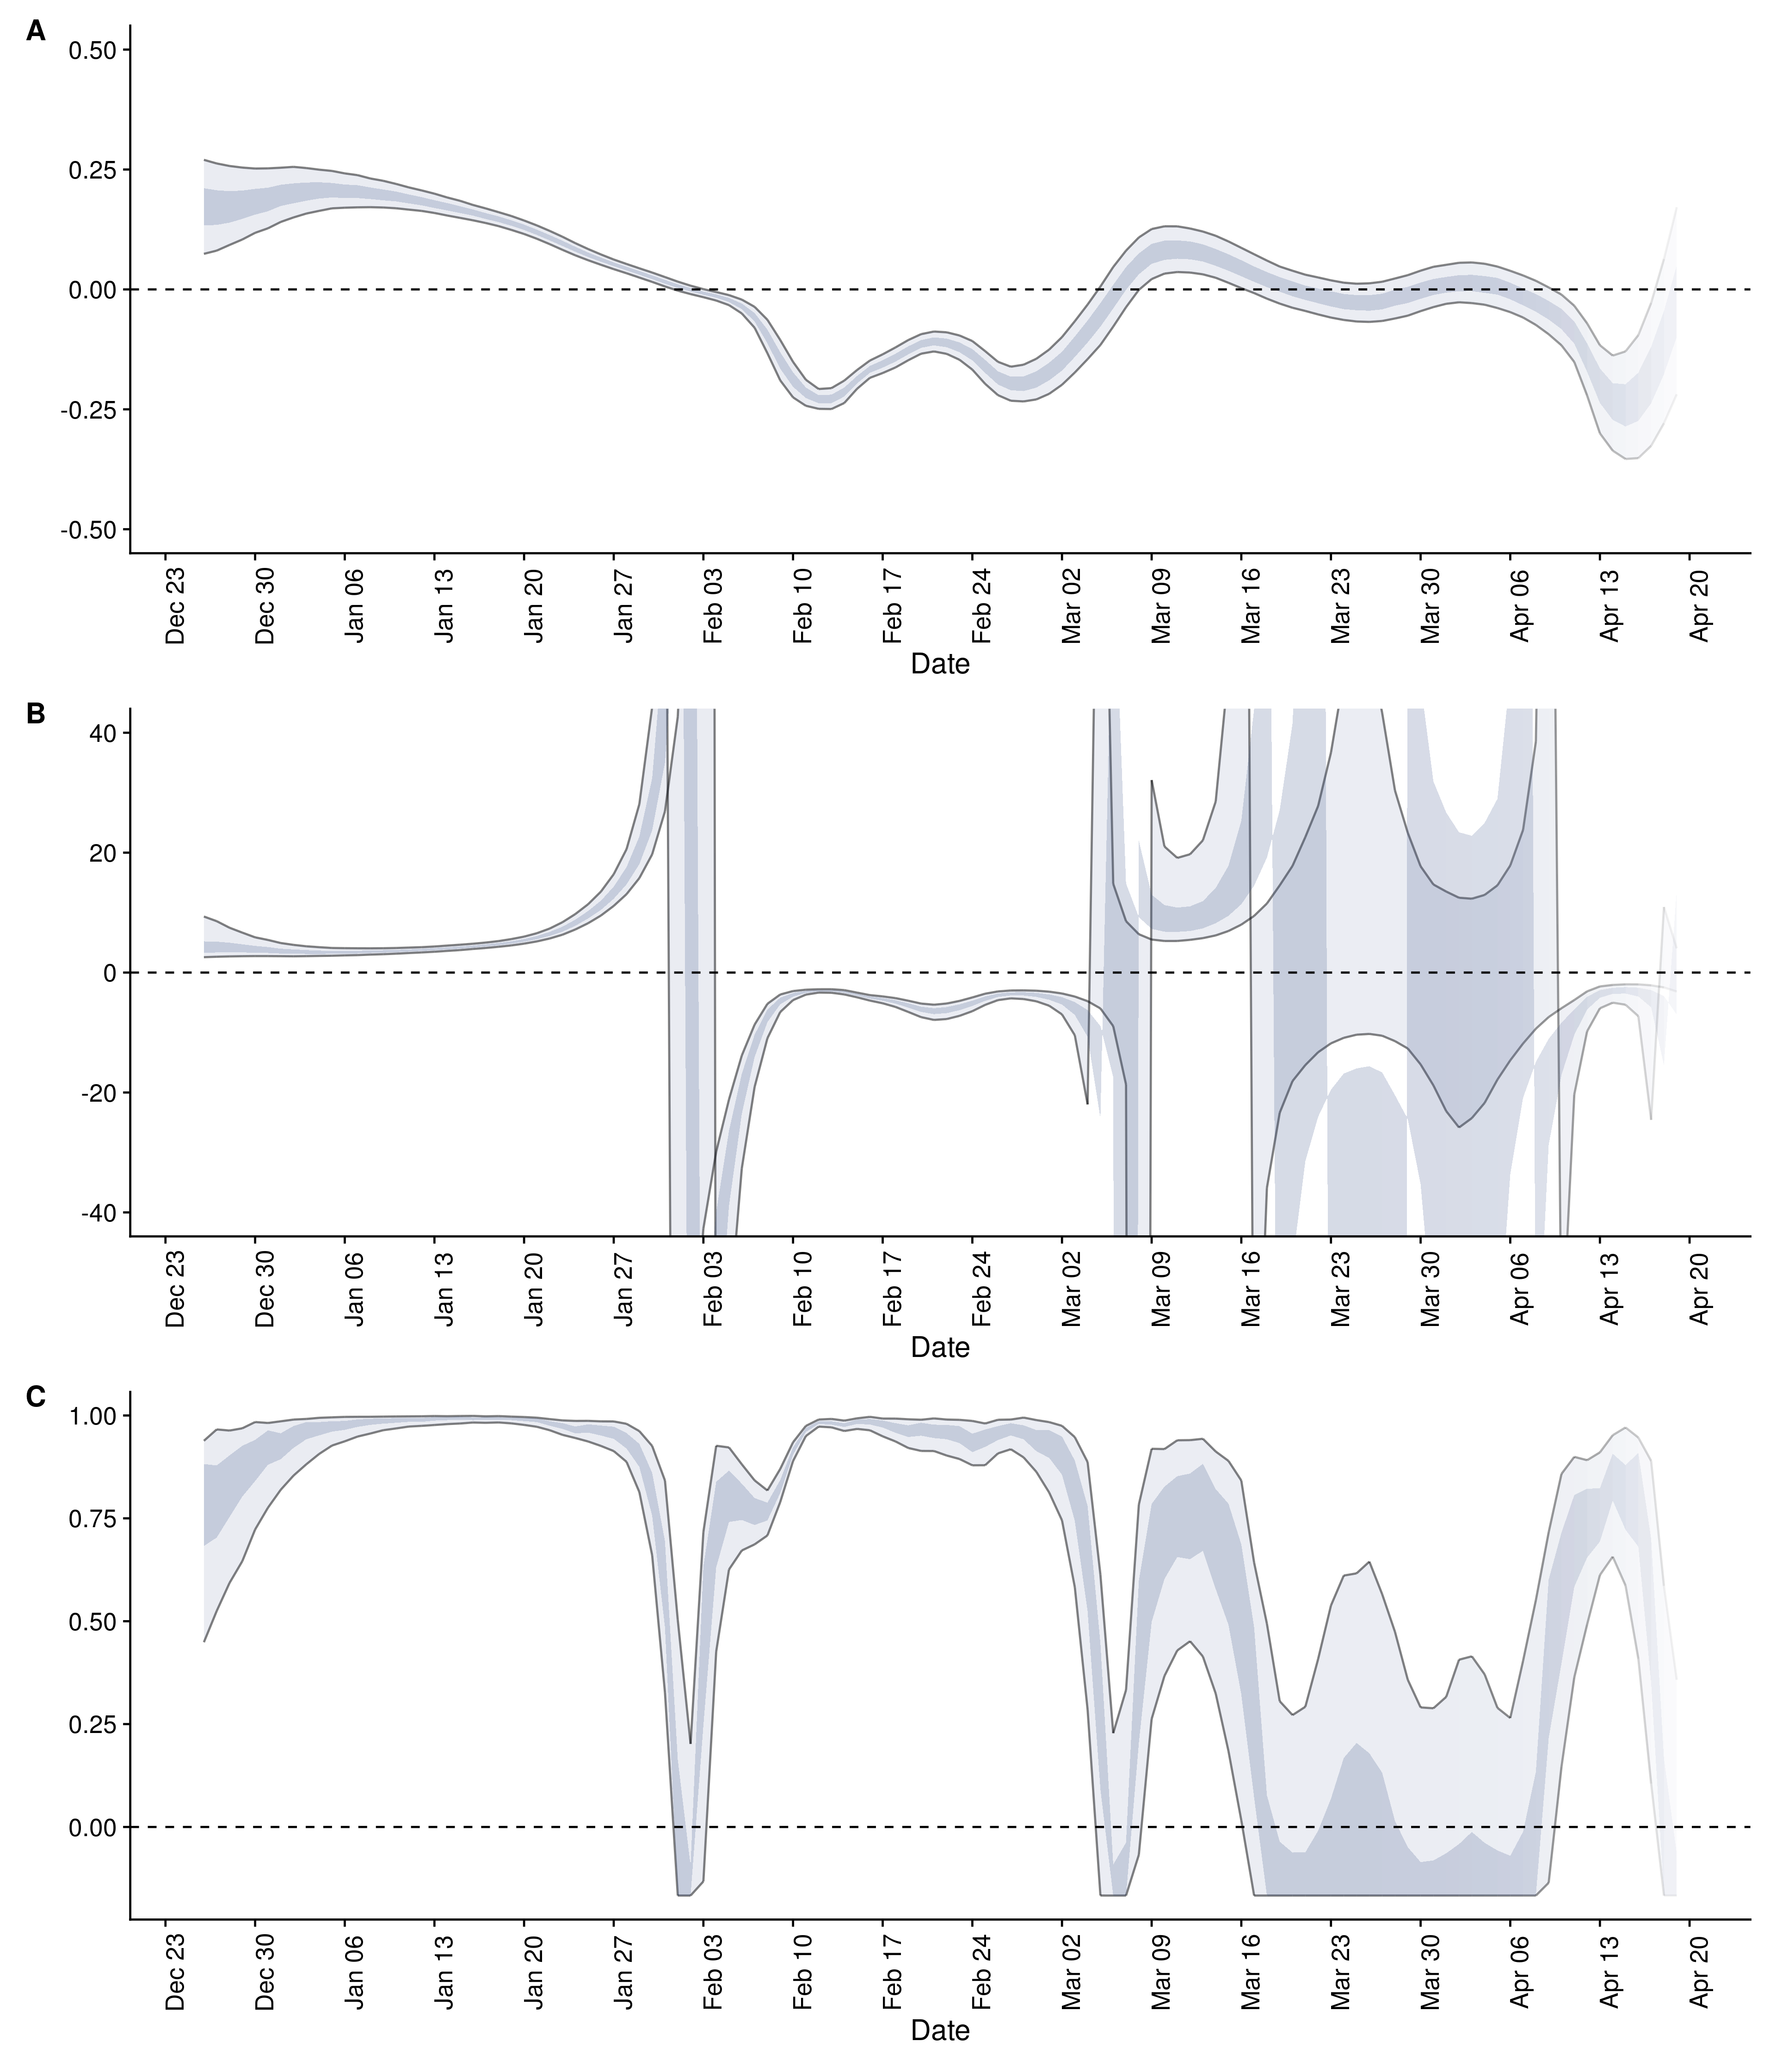 A
0.50
0.25
0.00
-0.25
-0.50
Dec 23
Dec 30
Jan 06
Jan 13
Jan 20
Jan 27
Feb 03
Feb 10
Feb 17
Feb 24
Mar 02
Mar 09
Mar 16
Mar 23
Mar 30
Apr 06
Apr 13
Apr 20
Date
B
40
20
0
-20
-40
Dec 23
Dec 30
Jan 06
Jan 13
Jan 20
Jan 27
Feb 03
Feb 10
Feb 17
Feb 24
Mar 02
Mar 09
Mar 16
Mar 23
Mar 30
Apr 06
Apr 13
Apr 20
Date
C
1.00
0.75
0.50
0.25
0.00
Dec 23
Dec 30
Jan 06
Jan 13
Jan 20
Jan 27
Feb 03
Feb 10
Feb 17
Feb 24
Mar 02
Mar 09
Mar 16
Mar 23
Mar 30
Apr 06
Apr 13
Apr 20
Date